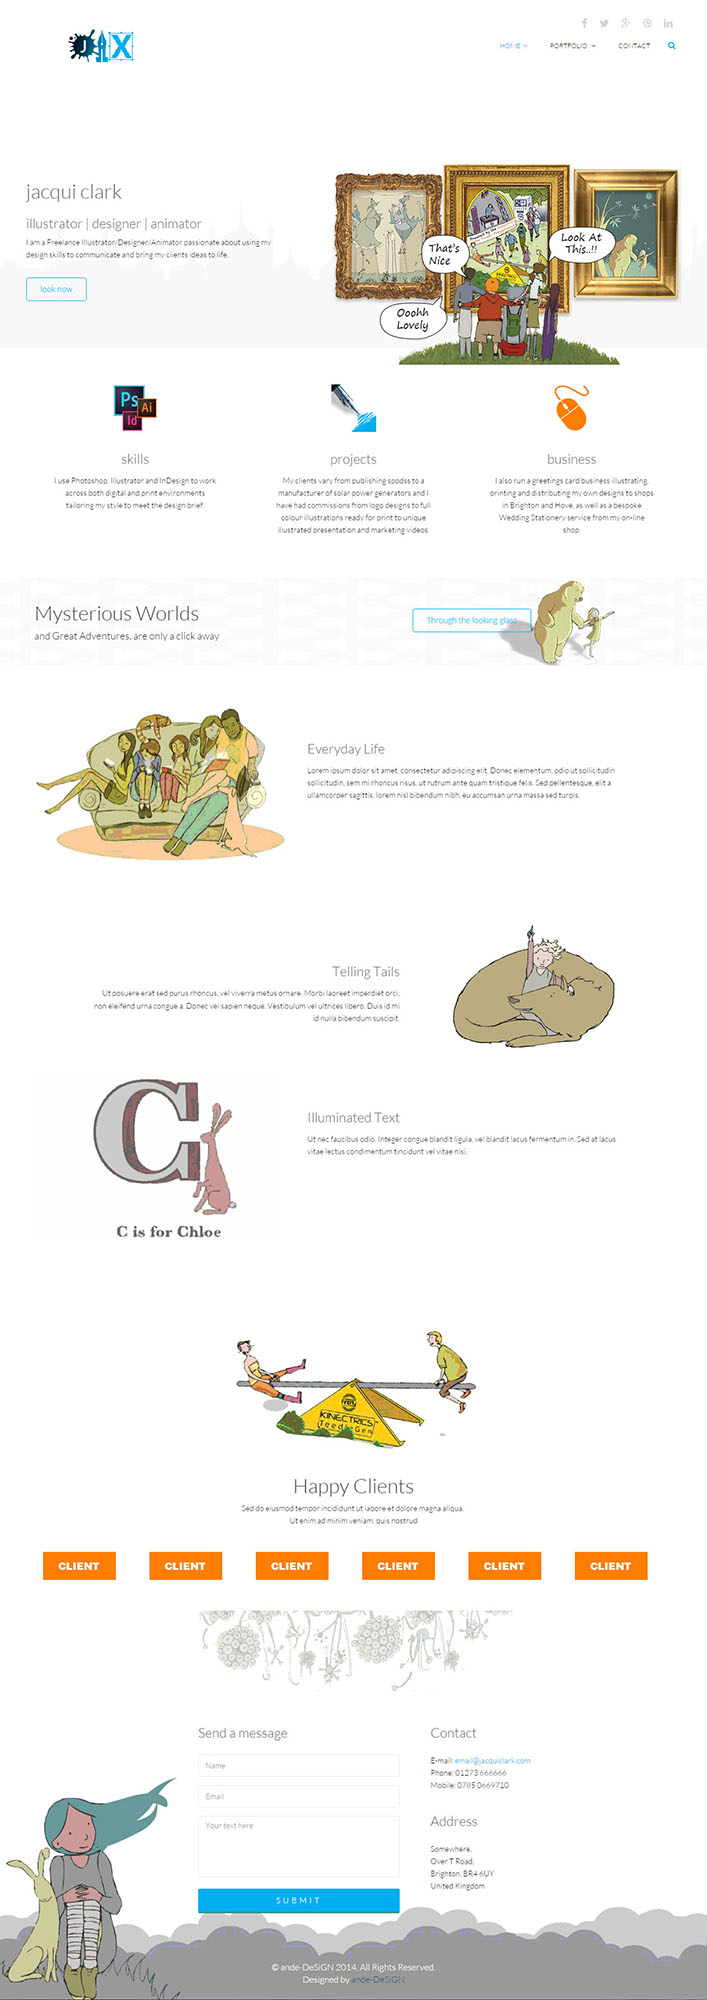 J X
HOME
PORTFOLIO
CONTACT
jacqui clark
illustrator | designer | animator
I am a Freelance Illustrator/Designer/Animator passionate about using my
design skills to communicate and bring my clients ideas to life.
look now
That's
Nice
Look At
This..!!
Ooohh
Lovely
Ps
Ai
Id
skills
I use Photoshop, Illustrator and InDesign to work
across both digital and print environments
tailoring my style to meet the design brief.
projects
My clients vary from publishing spodss to a
manufacturer of solar power generators and I
have had commissions from logo designs to full
colour illustrations ready for print to unique
illustrated presentation and marketing videos.
business
I also run a greetings card business illustrating,
printing and distributing my own designs to shops
in Brighton and Hove, as well as a bespoke
Wedding Stationery service from my on-line
shop.
Mysterious Worlds
and Great Adventures, are only a click away
Through the looking glass
Everyday Life
Lorem ipsum dolor sit amet, consectetur adipiscing elit. Donec elementum, odio ut sollicitudin
sollicitudin, sem mi rhoncus risus, ut rutrum ante quam tristique felis. Sed pellentesque, elit a
ullamcorper sagittis, lorem nisl bibendum nibh, eu accumsan urna massa sed turpis.
Telling Tails
Ut posuere erat sed purus rhoncus, vel viverra metus ornare. Morbi laoreet imperdiet orci,
non eleifend urna congue a. Donec vel sapien neque. Vestibulum vel ultrices libero. Duis id mi
id nulla bibendum suscipit.
C
C is for Chloe
Illuminated Text
Ut nec faucibus odio. Integer congue blandit ligula, vel blandit lacus fermentum in. Sed at lacus
vitae lectus condimentum tincidunt vel vitae nisi.
KINECTRICS
TeedleGen
Happy Clients
Sed do eiusmod tempor incididunt ut labore et dolore magna aliqua.
Ut enim ad minim veniam, quis nostrud
CLIENT
CLIENT
CLIENT
CLIENT
CLIENT
CLIENT
Send a message
Name
Email
Your text here
SUBMIT
Contact
E-mail: email@jacquiclark.com
Phone: 01273 666666
Mobile: 0785 0669710
Address
Somewhere,
Over T Road,
Brighton, BR4 6UY
United Kingdom
© ande-DeSiGN 2014. All Rights Reserved.
Designed by ande-DeSiGN